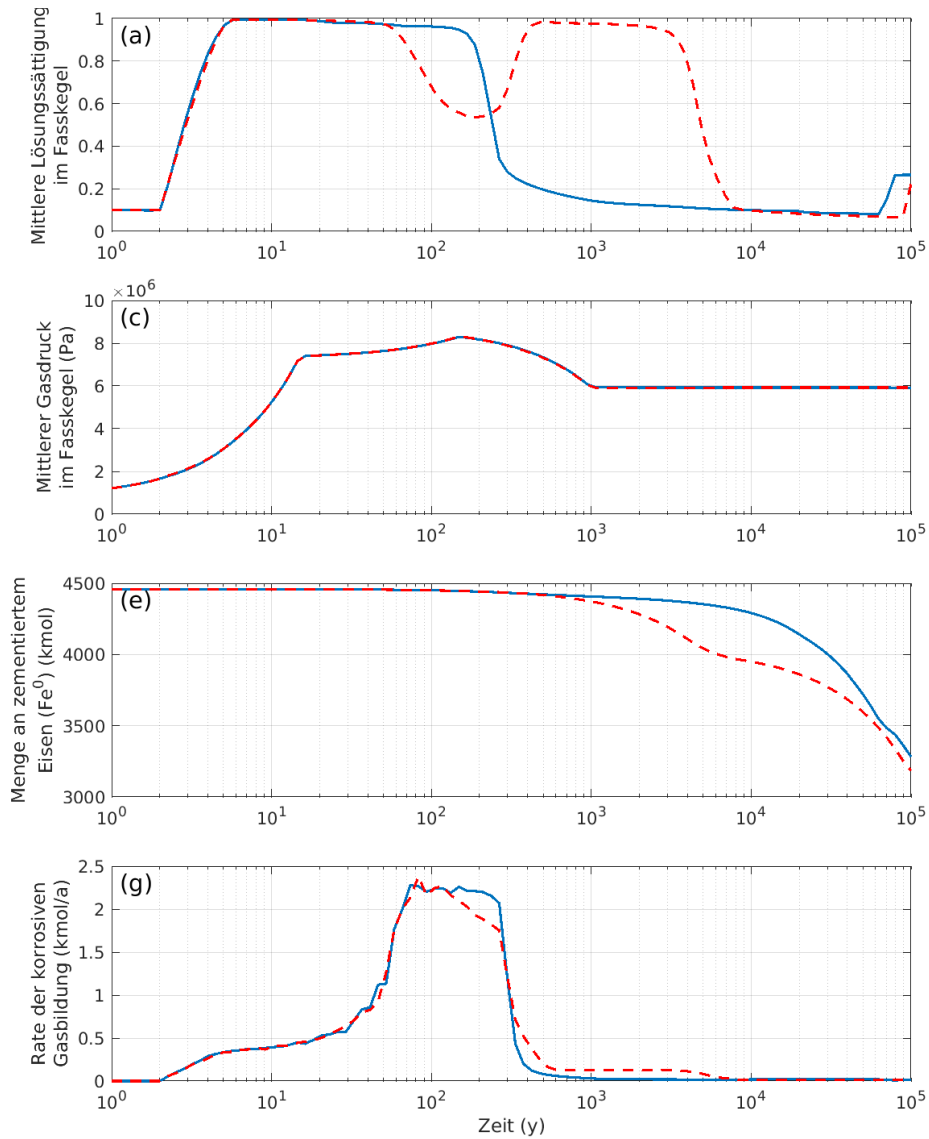 (a)
Mittlere Lösungssättigung
im Fasskegel
1
0.8
0.6
0.4
0.2
0
10^0 10^1 10^2 10^3 10^4 10^5
×10^6
(c)
Mittlerer Gasdruck
im Fasskegel (Pa)
10
8
6
4
2
0
10^0 10^1 10^2 10^3 10^4 10^5
(e)
Menge an zementiertem
Eisen (Fe^0) (kmol)
4500
4000
3500
3000
10^0 10^1 10^2 10^3 10^4 10^5
(g)
Rate der korrosiven
Gasbildung (kmol/a)
2.5
2
1.5
1
0.5
0
10^0 10^1 10^2 10^3 10^4 10^5
Zeit (y)